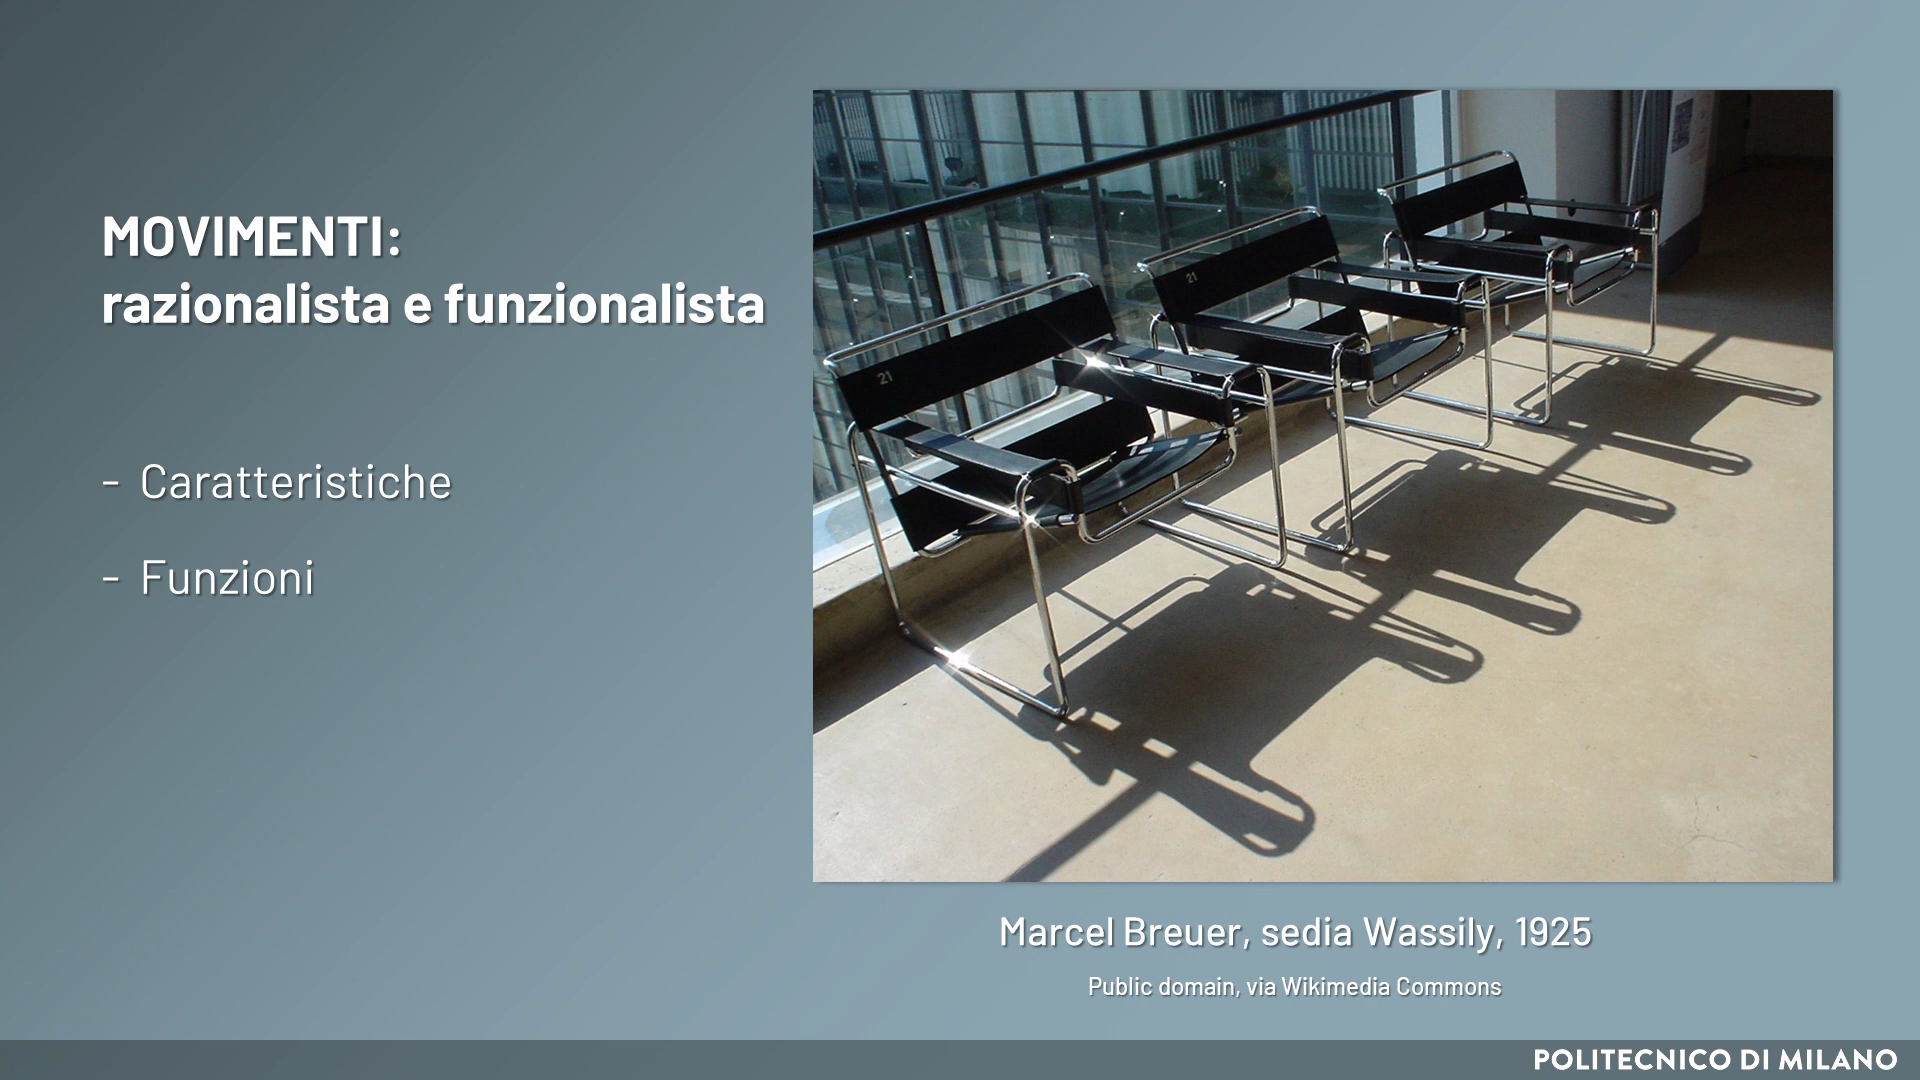 MOVIMENTI:
razionalista e funzionalista
- Caratteristiche
- Funzioni
21
21
Marcel Breuer, sedia Wassily, 1925
Public domain, via Wikimedia Commons
POLITECNICO DI MILANO